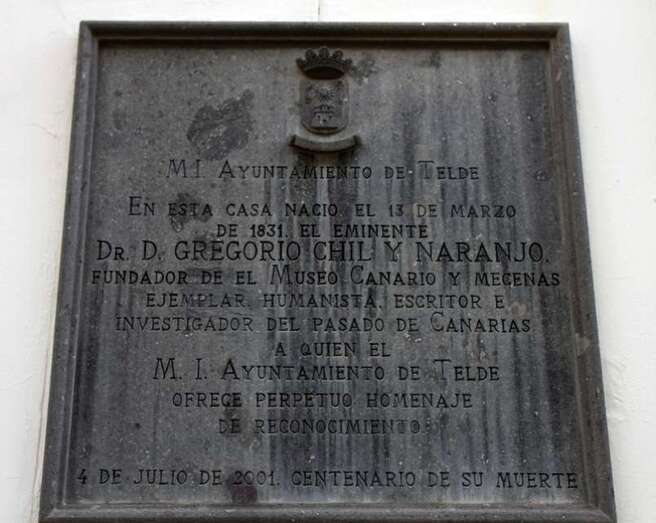 M.I. AYUNTAMIENTO DE TELDE
EN ESTA CASA NACIO EL 13 DE MARZO
DE 1831, EL EMINENTE
DR. D. GREGORIO CHIL Y NARANJO,
FUNDADOR DE EL MUSEO CANARIO Y MECENAS
EJEMPLAR, HUMANISTA, ESCRITOR E
INVESTIGADOR DEL PASADO DE CANARIAS
A QUIEN EL
M. I. AYUNTAMIENTO DE TELDE
OFRECE PERPETUO HOMENAJE
DE RECONOCIMIENTO.
4 DE JULIO DE 2001, CENTENARIO DE SU MUERTE